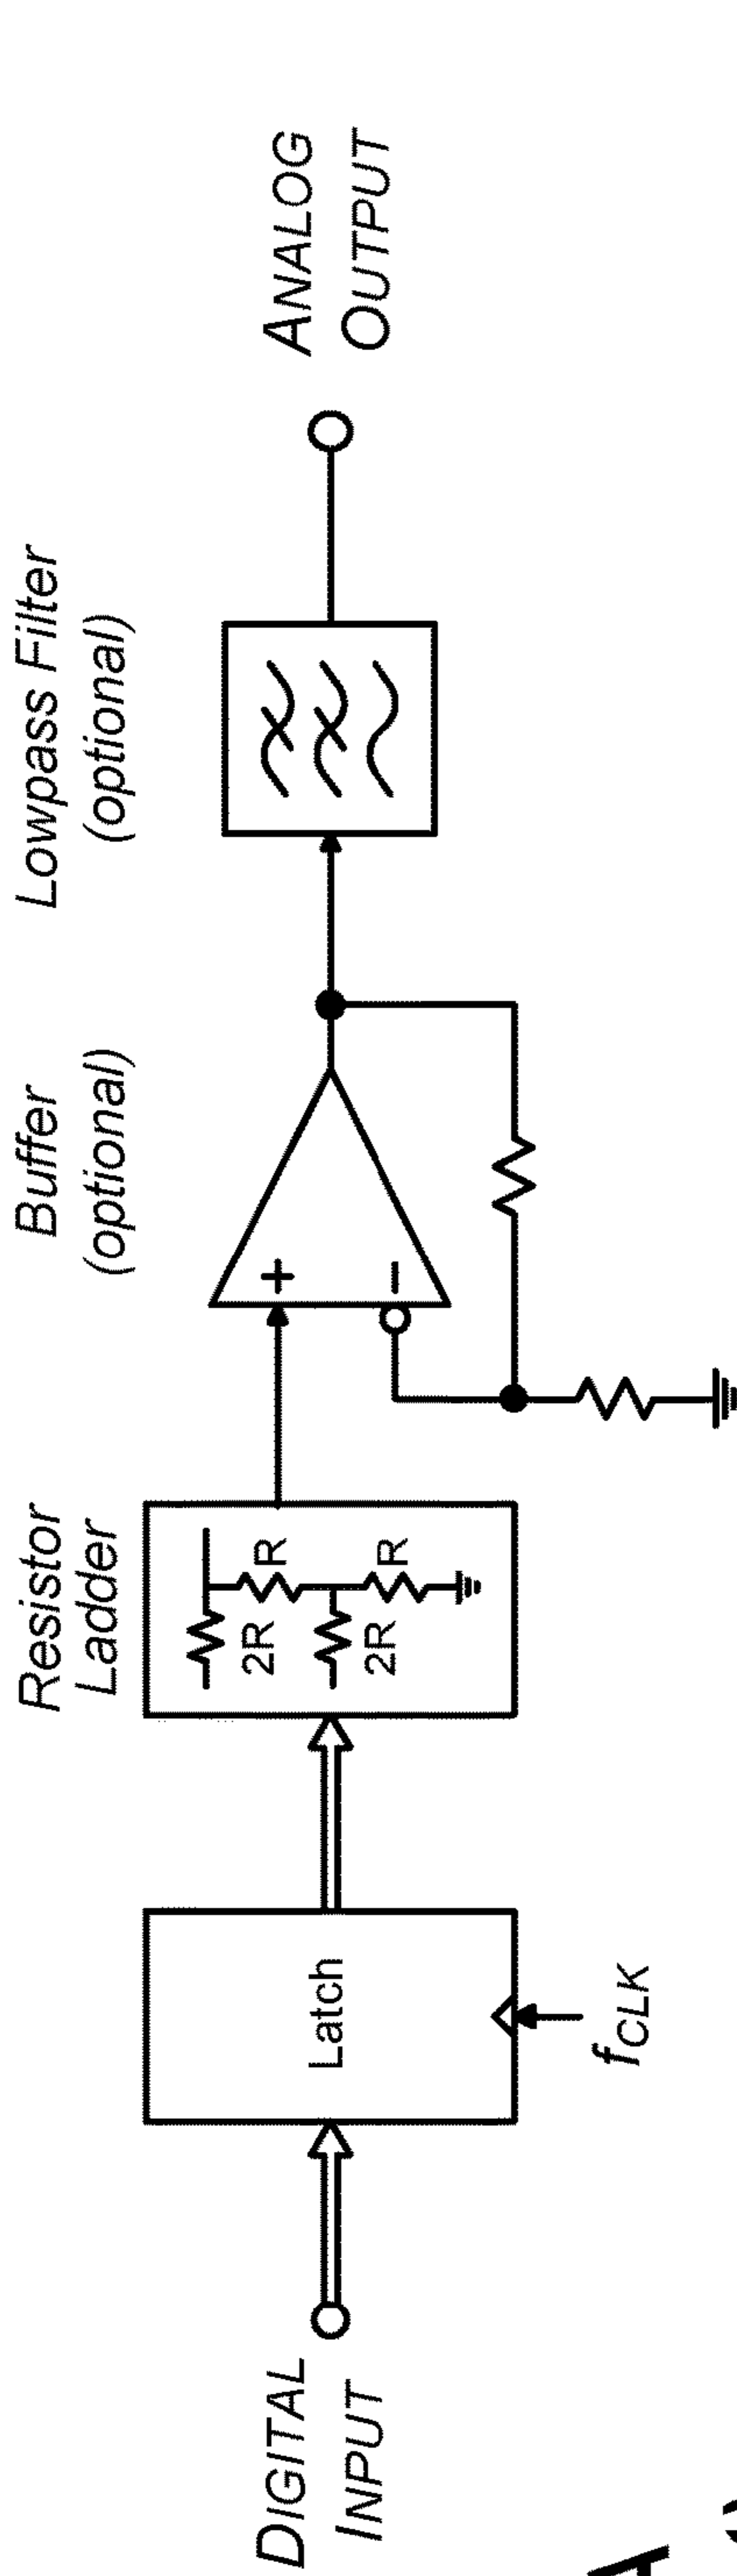 DIGITAL
INPUT
Latch
fCLK
Resistor
Ladder
2R
R
2R
R
Buffer
(optional)
+
−
Lowpass Filter
(optional)
ANALOG
OUTPUT